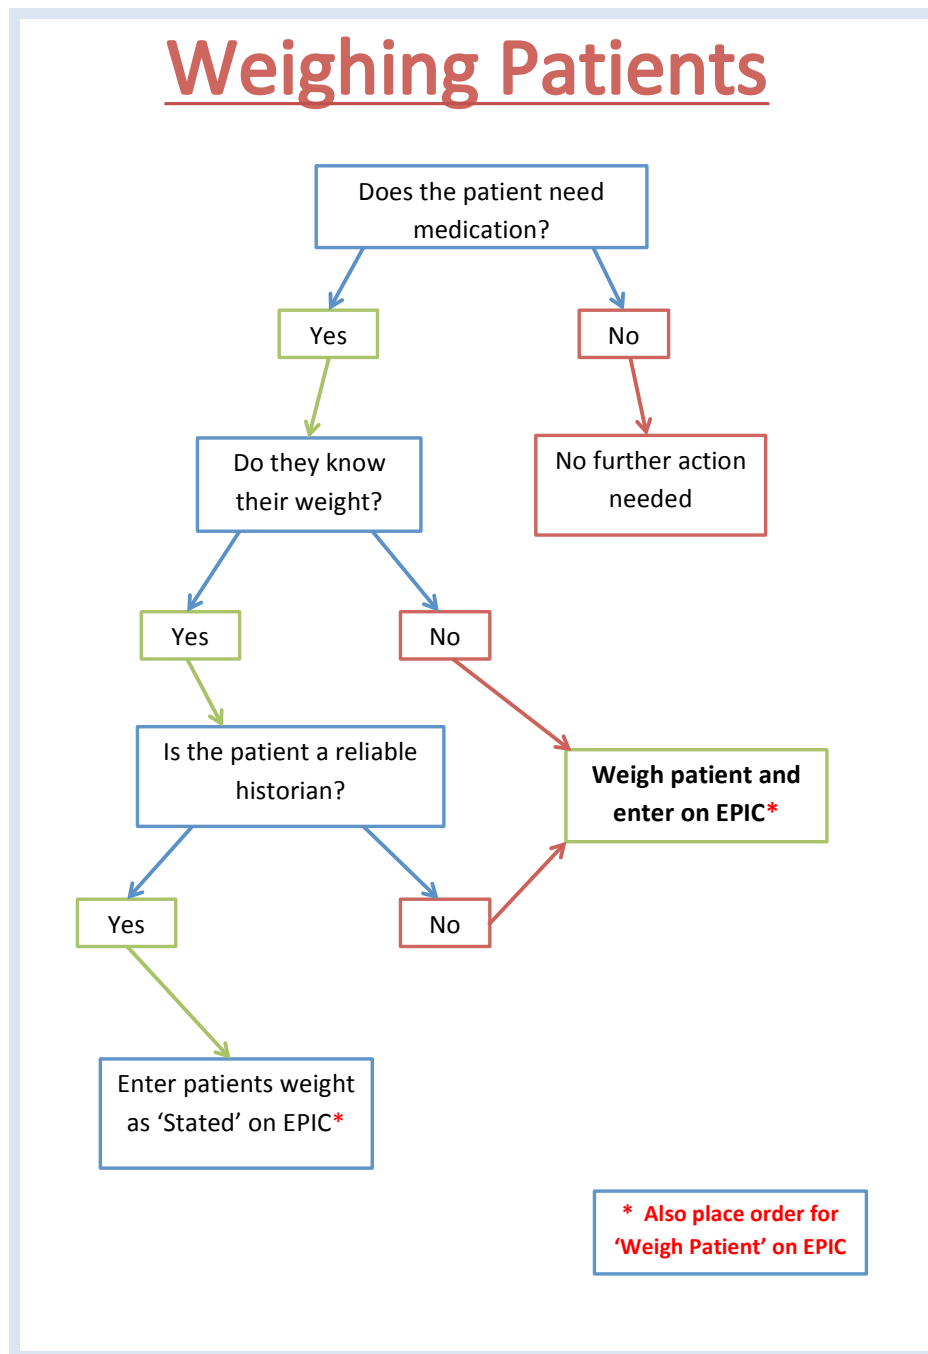 Weighing Patients
Does the patient need
medication?
Yes
No
Do they know
their weight?
No further action
needed
Yes
No
Is the patient a reliable
historian?
Weigh patient and
enter on EPIC*
Yes
No
Enter patients weight
as ‘Stated’ on EPIC*
* Also place order for
‘Weigh Patient’ on EPIC